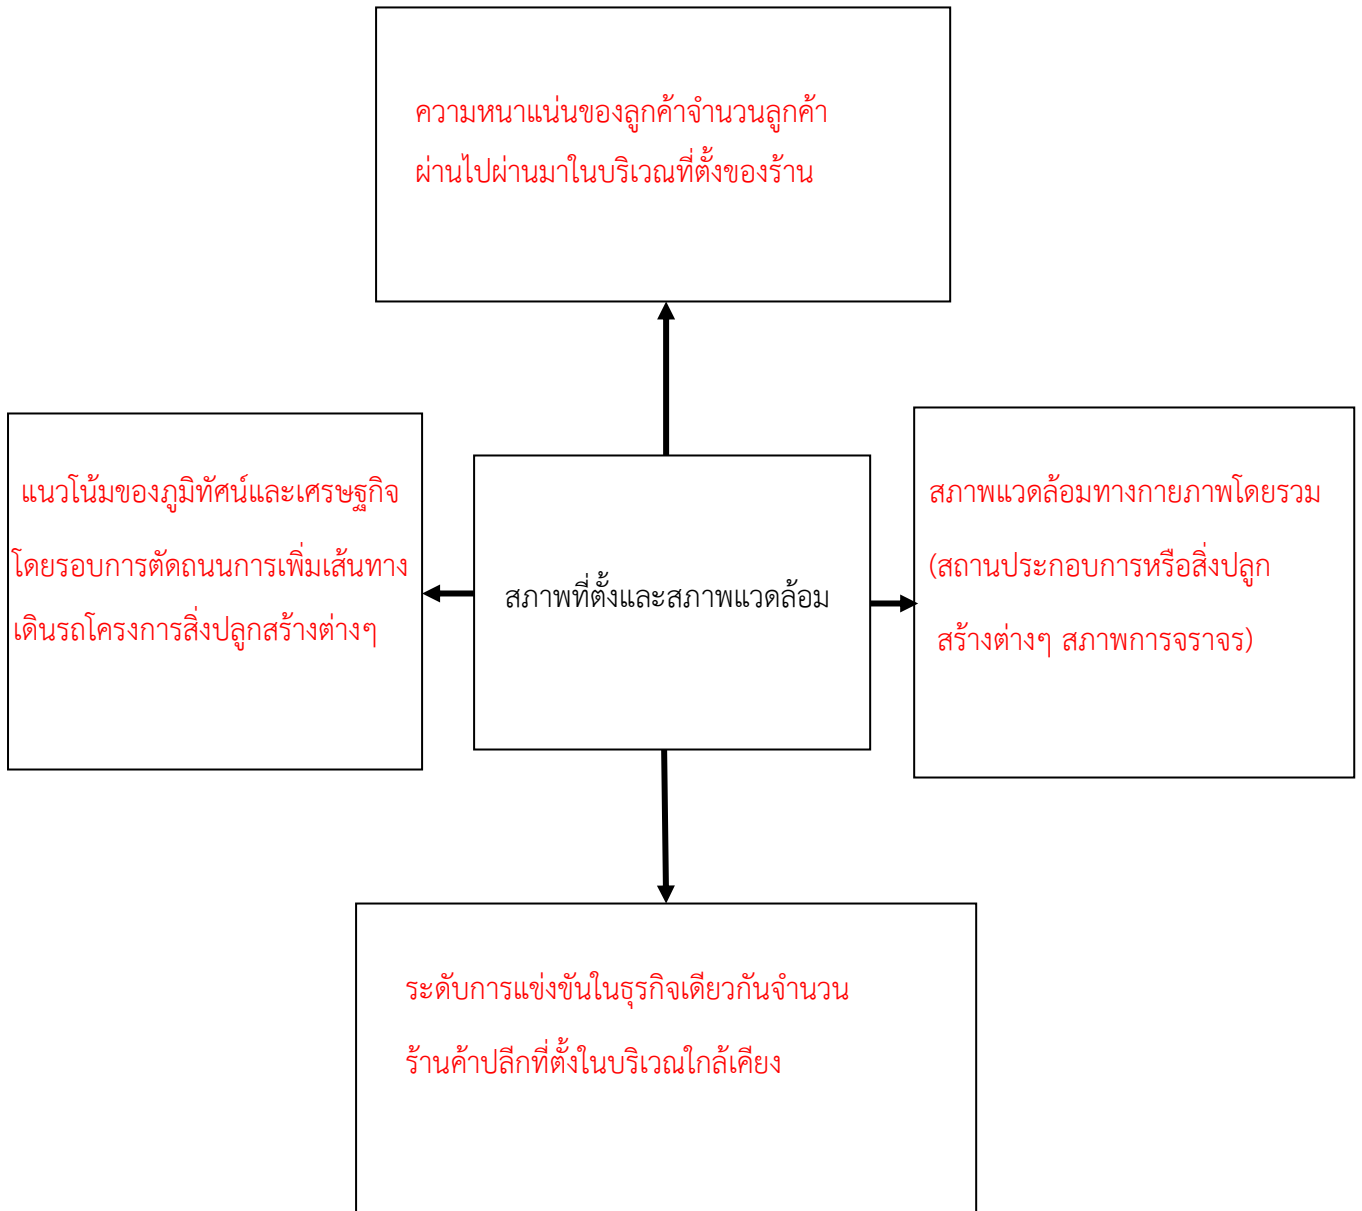 ความหนาแน่นของลูกค้าจำนวนลูกค้า
ผ่านไปผ่านมาในบริเวณที่ตั้งของร้าน
แนวโน้มของภูมิทัศน์และเศรษฐกิจ
โดยรอบการตัดถนนการเพิ่มเส้นทาง
เดินรถโครงการสิ่งปลูกสร้างต่างๆ
สภาพที่ตั้งและสภาพแวดล้อม
สภาพแวดล้อมทางกายภาพโดยรวม
(สถานประกอบการหรือสิ่งปลูก
สร้างต่างๆ สภาพการจราจร)
ระดับการแข่งขันในธุรกิจเดียวกันจำนวน
ร้านค้าปลีกที่ตั้งในบริเวณใกล้เคียง